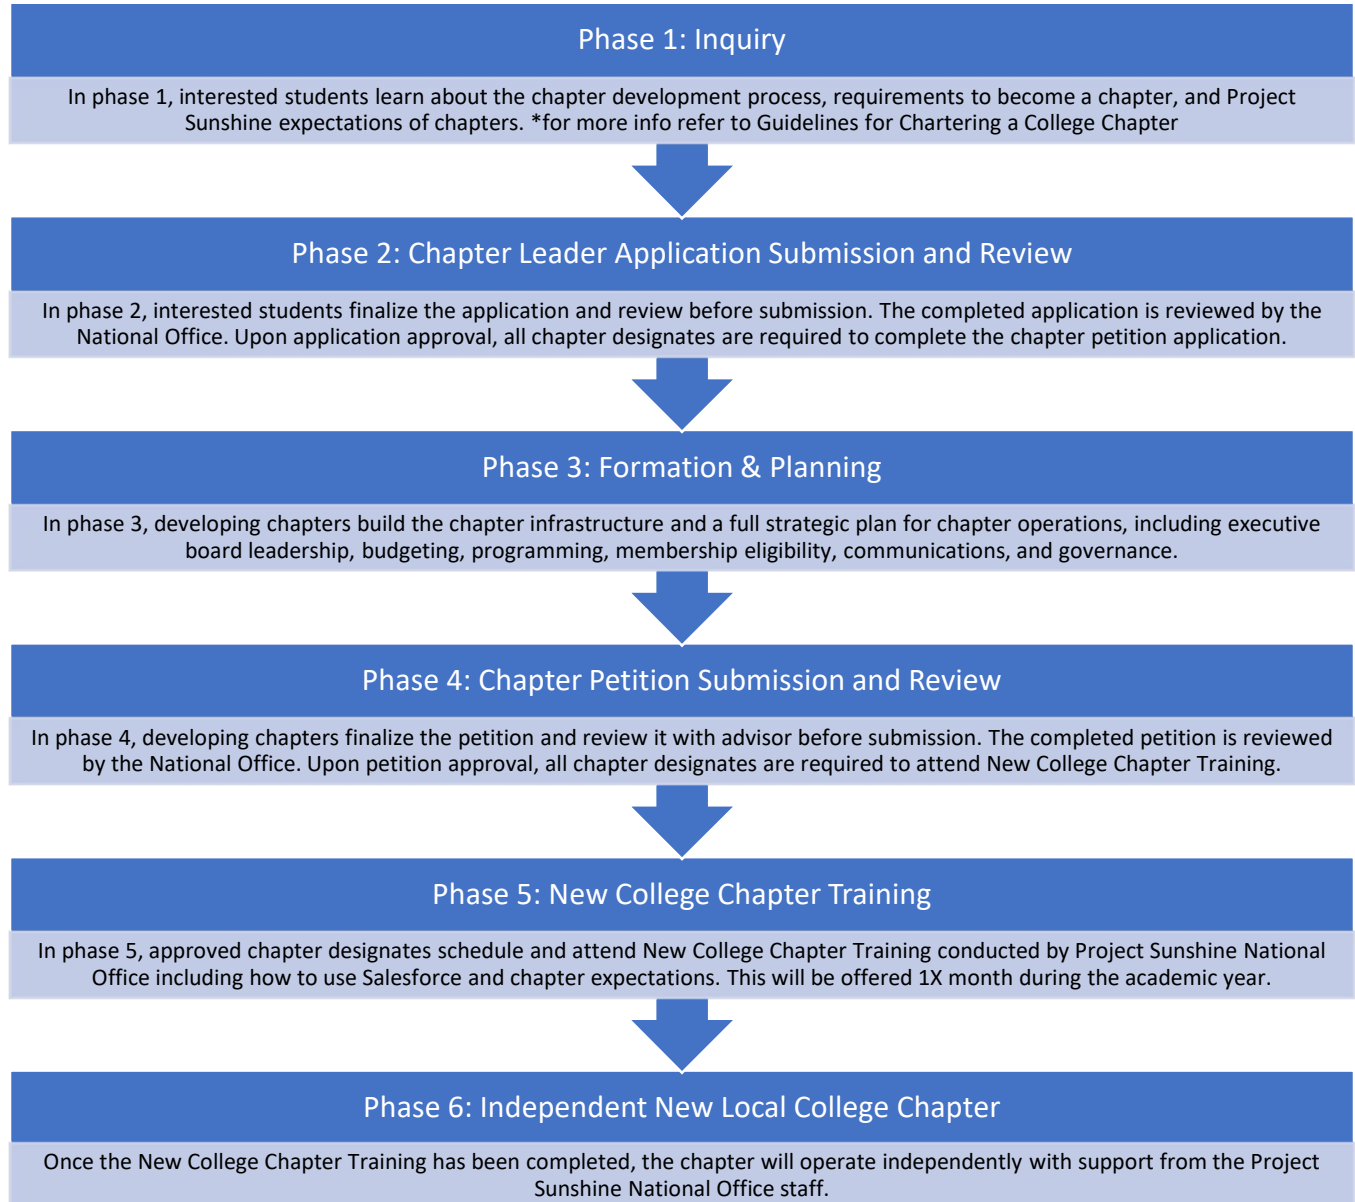 Phase 1: Inquiry
In phase 1, interested students learn about the chapter development process, requirements to become a chapter, and Project
Sunshine expectations of chapters. *for more info refer to Guidelines for Chartering a College Chapter
Phase 2: Chapter Leader Application Submission and Review
In phase 2, interested students finalize the application and review before submission. The completed application is reviewed by the
National Office. Upon application approval, all chapter designates are required to complete the chapter petition application.
Phase 3: Formation & Planning
In phase 3, developing chapters build the chapter infrastructure and a full strategic plan for chapter operations, including executive
board leadership, budgeting, programming, membership eligibility, communications, and governance.
Phase 4: Chapter Petition Submission and Review
In phase 4, developing chapters finalize the petition and review it with advisor before submission. The completed petition is reviewed
by the National Office. Upon petition approval, all chapter designates are required to attend New College Chapter Training.
Phase 5: New College Chapter Training
In phase 5, approved chapter designates schedule and attend New College Chapter Training conducted by Project Sunshine National
Office including how to use Salesforce and chapter expectations. This will be offered 1X month during the academic year.
Phase 6: Independent New Local College Chapter
Once the New College Chapter Training has been completed, the chapter will operate independently with support from the Project
Sunshine National Office staff.